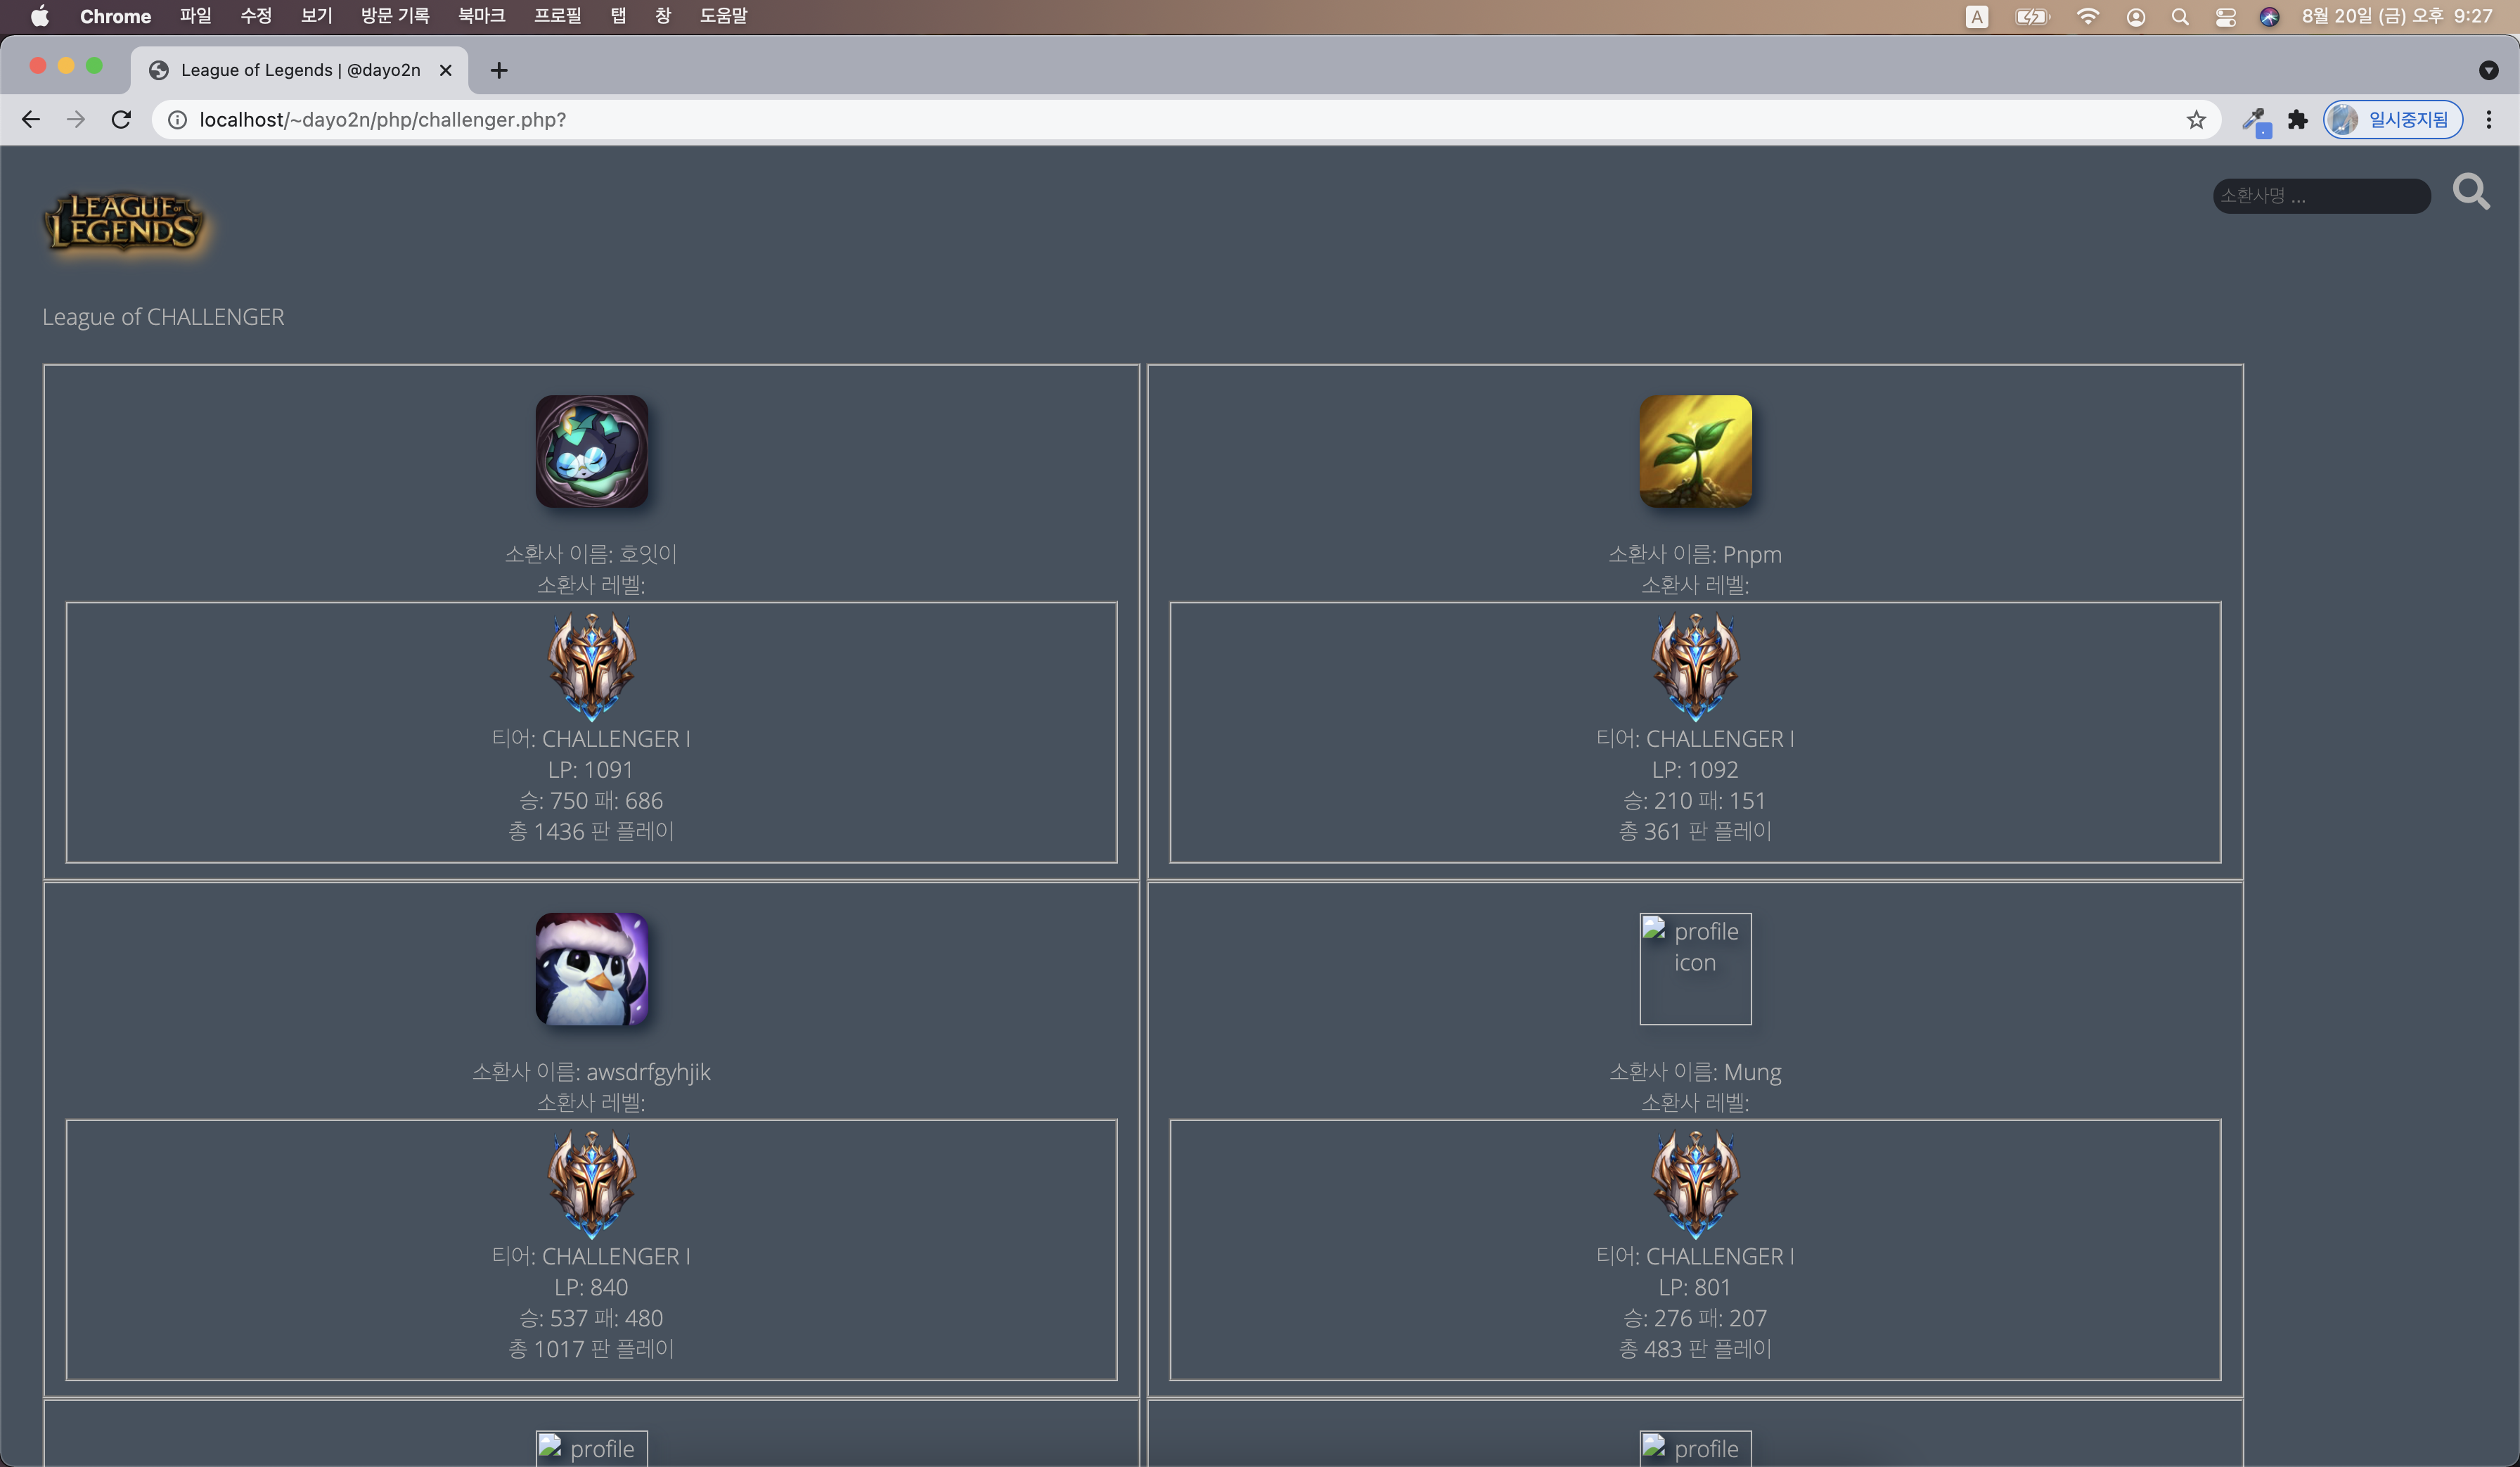 Chrome 파일 수정 보기 방문 기록 북마크 프로필 탭 창 도움말 A 8월 20일 (금) 오후 9:27
League of Legends | @dayo2n
localhost/~dayo2n/php/challenger.php? 일시중지됨
LEAGUE OF
LEGENDS
소환사명 ...
League of CHALLENGER
소환사 이름: 호잇이
소환사 레벨:
티어: CHALLENGER I
LP: 1091
승: 750 패: 686
총 1436 판 플레이
소환사 이름: Pnpm
소환사 레벨:
티어: CHALLENGER I
LP: 1092
승: 210 패: 151
총 361 판 플레이
소환사 이름: awsdrfgyhjik
소환사 레벨:
티어: CHALLENGER I
LP: 840
승: 537 패: 480
총 1017 판 플레이
profile
icon
소환사 이름: Mung
소환사 레벨:
티어: CHALLENGER I
LP: 801
승: 276 패: 207
총 483 판 플레이
profile
profile